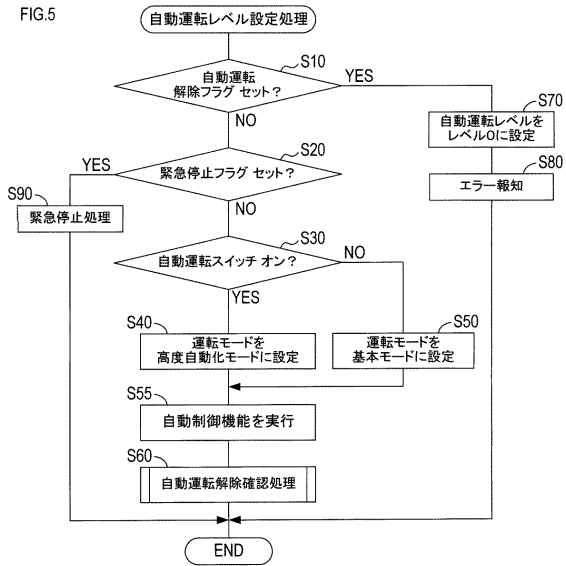 FIG.5
自動運転レベル設定処理
S10
自動運転
解除フラグ セット?
YES
NO
S70
自動運転レベルを
レベル0に設定
S20
緊急停止フラグ セット?
YES
NO
S80
エラー報知
S90
緊急停止処理
S30
自動運転スイッチ オン?
NO
YES
S40
運転モードを
高度自動化モードに設定
S50
運転モードを
基本モードに設定
S55
自動制御機能を実行
S60
自動運転解除確認処理
END